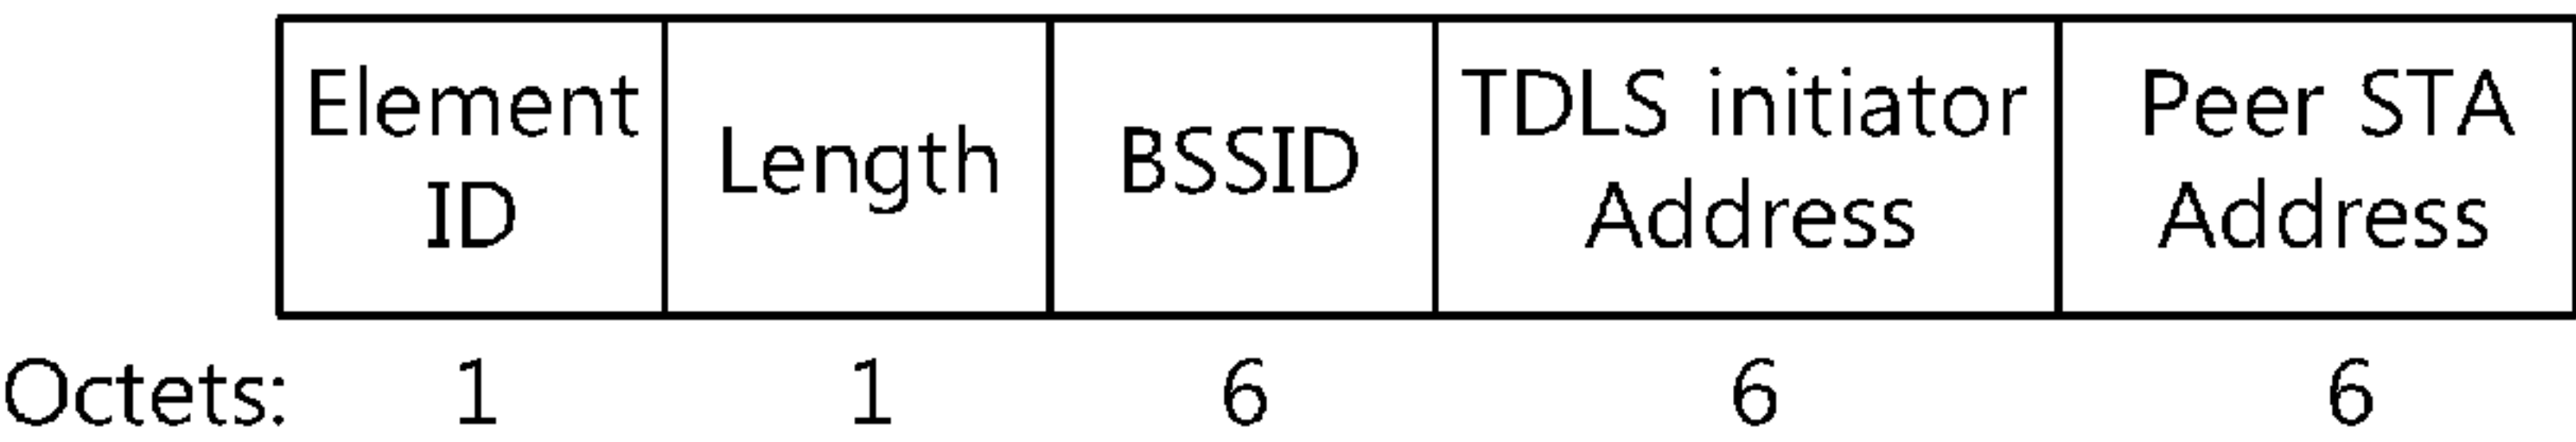 Element
ID
Length
BSSID
TDLS initiator
Address
Peer STA
Address
Octets: 1 1 6 6 6